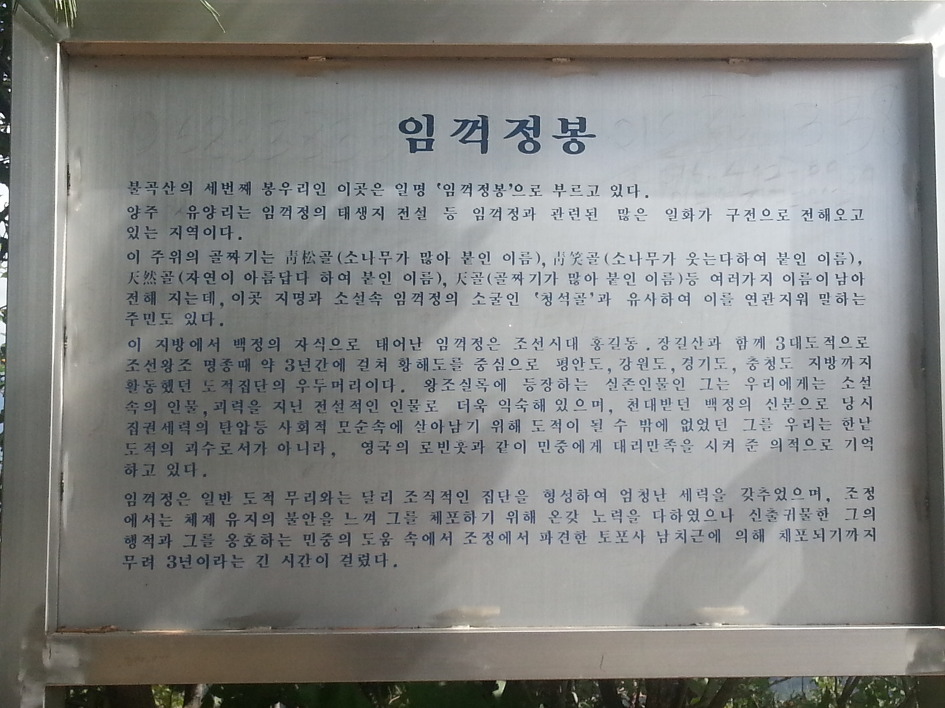 임꺽정봉
불곡산의 세번째 봉우리인 이곳은 일명 '임꺽정봉'으로 부르고 있다.
양주 유양리는 임꺽정의 태생지 전설 등 임꺽정과 관련된 많은 일화가 구전으로 전해오고
있는 지역이다.
이 주위의 골짜기는 靑松골(소나무가 많아 붙인 이름),靑笑골(소나무가 웃는다하여 붙인 이름),
天然골(자연이 아름답다 하여 붙인 이름), 天골(골짜기가 많아 붙인 이름)등 여러가지 이름이남아
전해 지는데, 이곳 지명과 소설속 임꺽정의 소굴인 '청석골'과 유사하여 이를 연관지위 말하는
주민도 있다.
이 지방에서 백정의 자식으로 태어난 임꺽정은 조선시대 홍길동.장길산과 함께 3대도적으로
조선왕조 명종때 약 3년간에 걸쳐 황해도를 중심으로 평안도,강원도,경기도,충청도 지방까지
활동했던 도적집단의 우두머리이다. 왕조실록에 등장하는 실존인물인 그는 우리에게는 소설
속의 인물,괴력을 지닌 전설적인 인물로 더욱 익숙해 있으며, 천대받던 백정의 신분으로 당시
집권세력의 탄압등 사회적 모순속에 살아남기 위해 도적이 될 수 밖에 없었던 그를 우리는 한낱
도적의 괴수로서가 아니라, 영국의 로빈훗과 같이 민중에게 대리만족을 시켜 준 의적으로 기억
하고 있다.
임꺽정은 일반 도적 무리와는 달리 조직적인 집단을 형성하여 엄청난 세력을 갖추었으며, 조정
에서는 체제 유지의 불안을 느껴 그를 체포하기 위해 온갖 노력을 다하였으나 신출귀물한 그의
행적과 그를 옹호하는 민중의 도움 속에서 조정에서 파견한 토포사 남치근에 의해 체포되기까지
무려 3년이라는 긴 시간이 걸렸다.